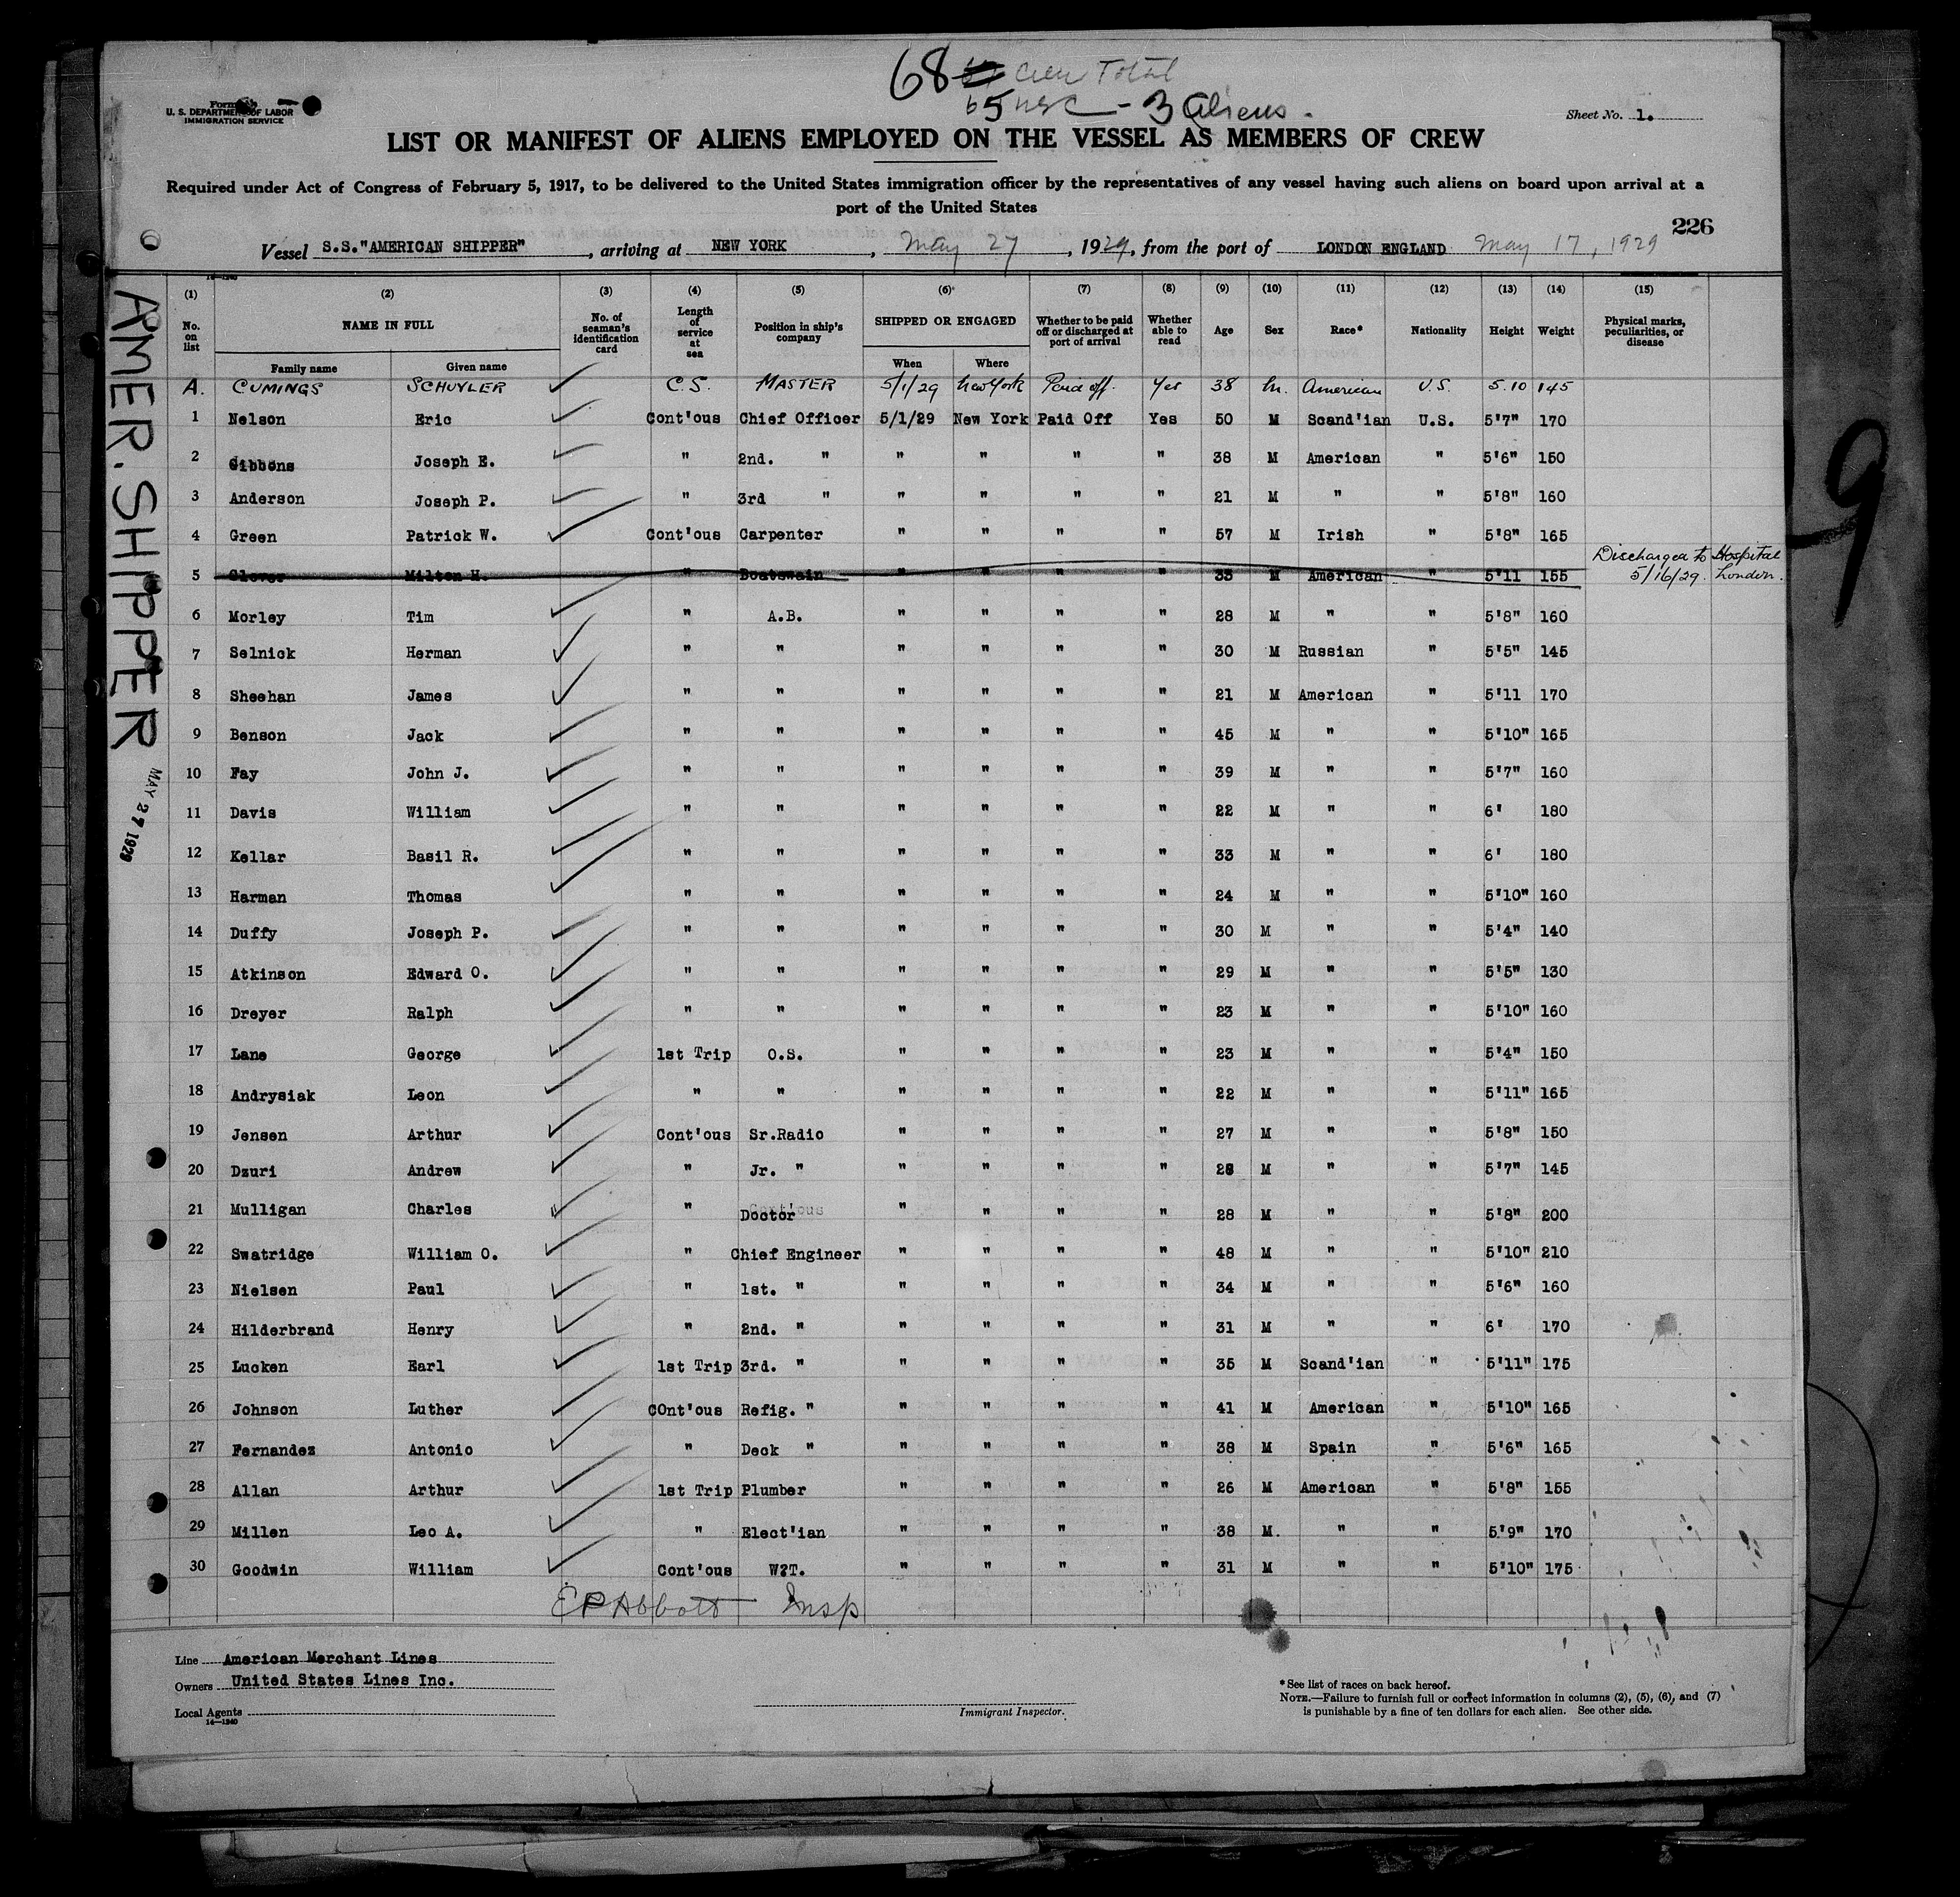 68 Crew Total
65 USC - 3 Aliens.
Form
U. S. DEPARTMENT OF LABOR
IMMIGRATION SERVICE
Sheet No. 1.
LIST OR MANIFEST OF ALIENS EMPLOYED ON THE VESSEL AS MEMBERS OF CREW
Required under Act of Congress of February 5, 1917, to be delivered to the United States immigration officer by the representatives of any vessel having such aliens on board upon arrival at a
port of the United States
226
Vessel S.S."AMERICAN SHIPPER", arriving at NEW YORK, May 27, 1929, from the port of LONDON ENGLAND May 17, 1929
AMER. SHIPPER
MAY 27 1929
9
(1) (2) (3) (4) (5) (6) (7) (8) (9) (10) (11) (12) (13) (14) (15)
No. on list NAME IN FULL No. of seaman's identification card Length of service at sea Position in ship's company SHIPPED OR ENGAGED Whether to be paid off or discharged at port of arrival Whether able to read Age Sex Race* Nationality Height Weight Physical marks, peculiarities, or disease
Family name Given name When Where
A. CUMINGS SCHUYLER C.S. MASTER 5/1/29 New York Paid off. Yes 38 M. American U.S. 5.10 145
1 Nelson Eric Cont'ous Chief Officer 5/1/29 New York Paid Off Yes 50 M Scand'ian U.S. 5'7" 170
2 Gibbons Joseph E. " 2nd. " " " " " 38 M American " 5'6" 150
3 Anderson Joseph P. " 3rd " " " " " 21 M " " 5'8" 160
4 Green Patrick W. Cont'ous Carpenter " " " " 57 M Irish " 5'8" 165
5 Glover Milton H. " Boatswain " " " " 33 M American " 5'11 155 Discharged to Hospital 5/16/29. London.
6 Morley Tim " A.B. " " " " 28 M " " 5'8" 160
7 Selnick Herman " " " " " " 30 M Russian " 5'5" 145
8 Sheehan James " " " " " " 21 M American " 5'11 170
9 Benson Jack " " " " " " 45 M " " 5'10" 165
10 Fay John J. " " " " " " 39 M " " 5'7" 160
11 Davis William " " " " " " 22 M " " 6' 180
12 Kellar Basil R. " " " " " " 33 M " " 6' 180
13 Harman Thomas " " " " " " 24 M " " 5'10" 160
14 Duffy Joseph P. " " " " " " 30 M " " 5'4" 140
15 Atkinson Edward O. " " " " " " 29 M " " 5'5" 130
16 Dreyer Ralph " " " " " " 23 M " " 5'10" 160
17 Lane George 1st Trip O.S. " " " " 23 M " " 5'4" 150
18 Andrysiak Leon " " " " " " 22 M " " 5'11" 165
19 Jensen Arthur Cont'ous Sr.Radio " " " " 27 M " " 5'8" 150
20 Dzuri Andrew " Jr. " " " " " 28 M " " 5'7" 145
21 Mulligan Charles " Doctor " " " " 28 M " " 5'8" 200
22 Swatridge William O. " Chief Engineer " " " " 48 M " " 5'10" 210
23 Nielsen Paul " 1st. " " " " " 34 M " " 5'6" 160
24 Hilderbrand Henry " 2nd. " " " " " 31 M " " 6' 170
25 Lucken Earl 1st Trip 3rd. " " " " " 35 M Scand'ian " 5'11" 175
26 Johnson Luther COnt'ous Refig. " " " " " 41 M American " 5'10" 165
27 Fernandez Antonio " Deck " " " " " 38 M Spain " 5'6" 165
28 Allan Arthur 1st Trip Plumber " " " " 26 M American " 5'8" 155
29 Millen Leo A. " Elect'ian " " " " 38 M. " " 5'9" 170
30 Goodwin William Cont'ous W?T. " " " " 31 M " " 5'10" 175
E P Abbott Insp
Line American Merchant Lines
Owners United States Lines Inc.
Local Agents
14—1240
Immigrant Inspector.
*See list of races on back hereof.
NOTE.—Failure to furnish full or correct information in columns (2), (5), (6), and (7)
is punishable by a fine of ten dollars for each alien. See other side.